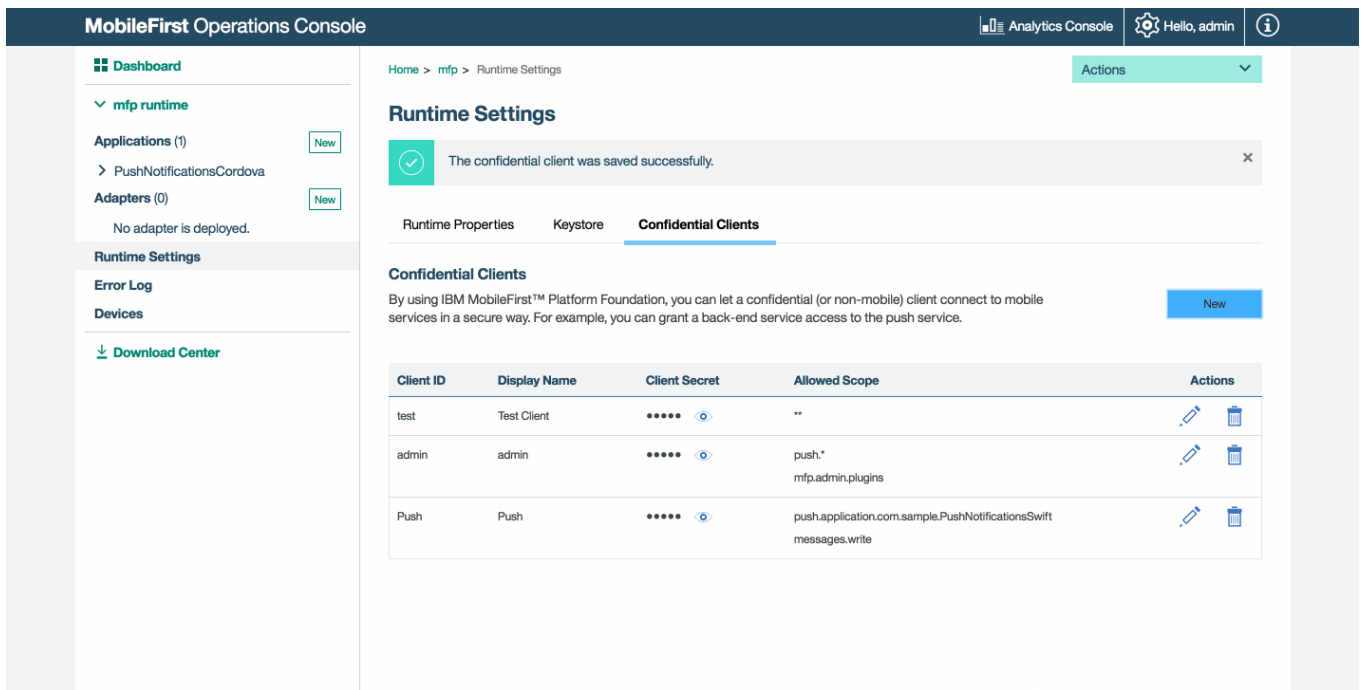 MobileFirst Operations Console
Analytics Console
Hello, admin
Dashboard
mfp runtime
Applications (1)
New
PushNotificationsCordova
Adapters (0)
New
No adapter is deployed.
Runtime Settings
Error Log
Devices
Download Center
Home > mfp > Runtime Settings
Actions
Runtime Settings
The confidential client was saved successfully.
Runtime Properties Keystore Confidential Clients
Confidential Clients
By using IBM MobileFirst™ Platform Foundation, you can let a confidential (or non-mobile) client connect to mobile
services in a secure way. For example, you can grant a back-end service access to the push service.
New
Client ID Display Name Client Secret Allowed Scope Actions
test Test Client ••••• **
admin admin ••••• push.*
mfp.admin.plugins
Push Push ••••• push.application.com.sample.PushNotificationsSwift
messages.write